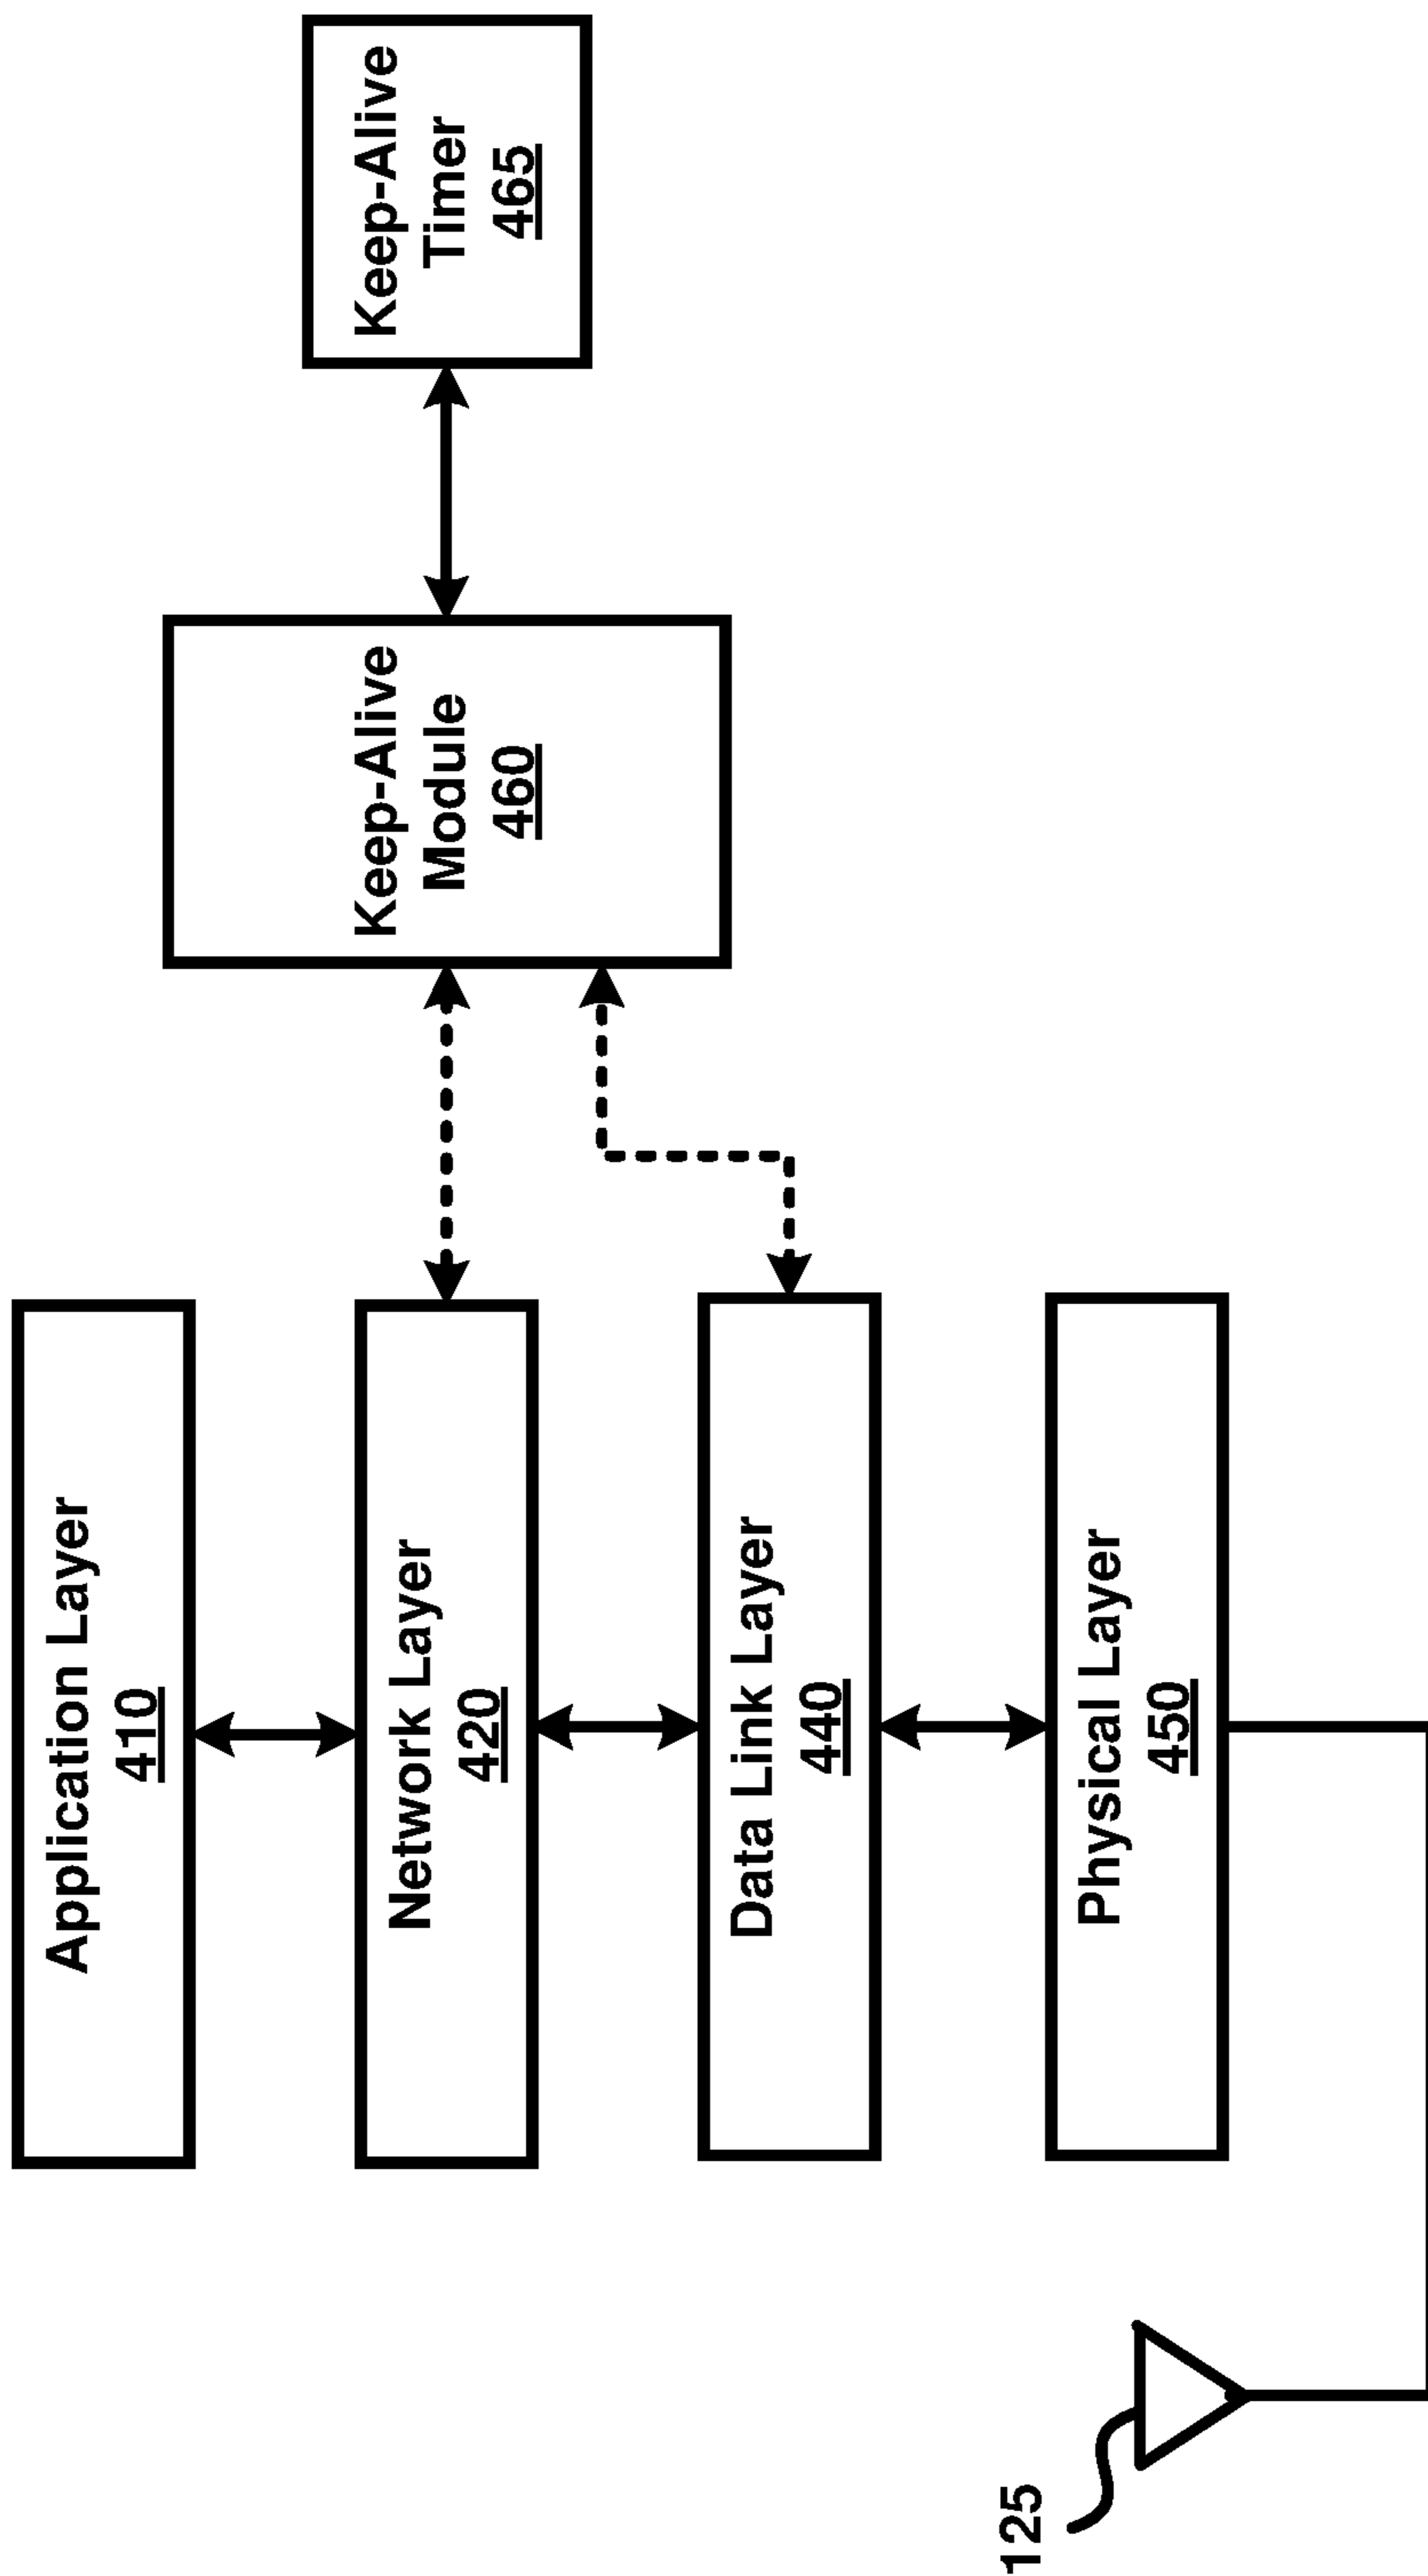 Application Layer
410
Network Layer
420
Data Link Layer
440
Physical Layer
450
Keep-Alive
Module
460
Keep-Alive
Timer
465
125